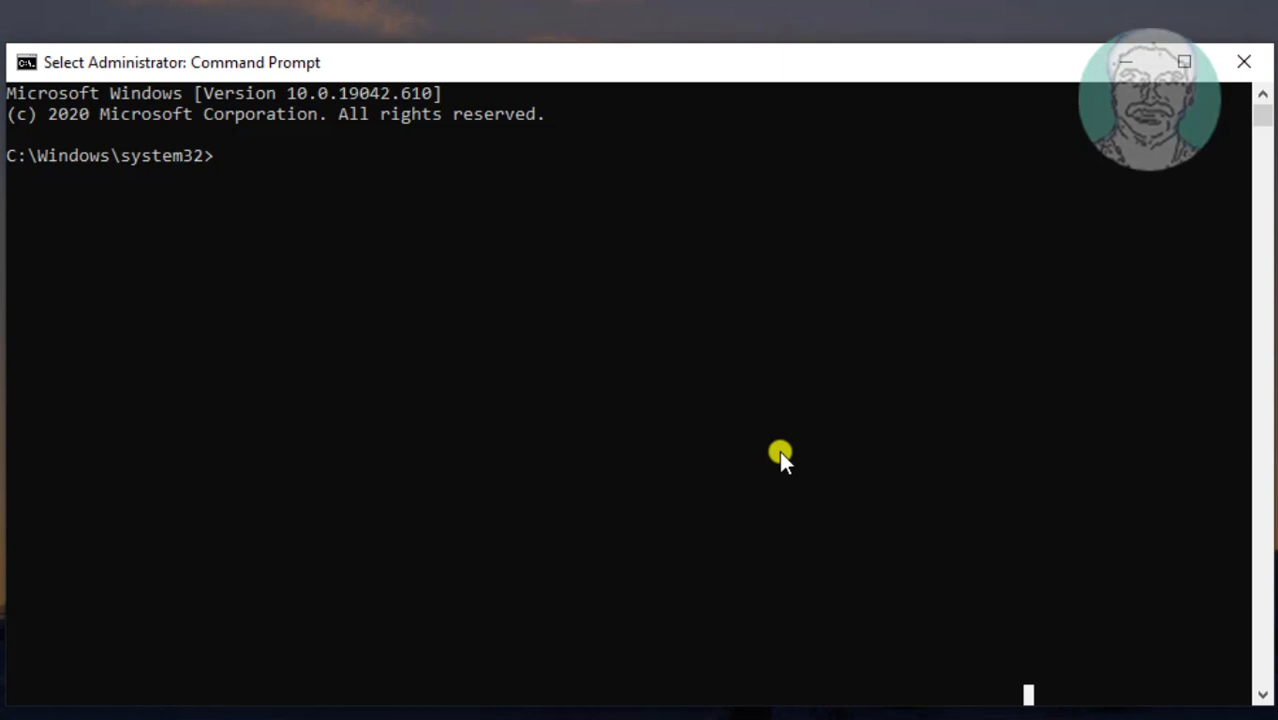 Select Administrator: Command Prompt
Microsoft Windows [Version 10.0.19042.610]
(c) 2020 Microsoft Corporation. All rights reserved.
C:\Windows\system32>